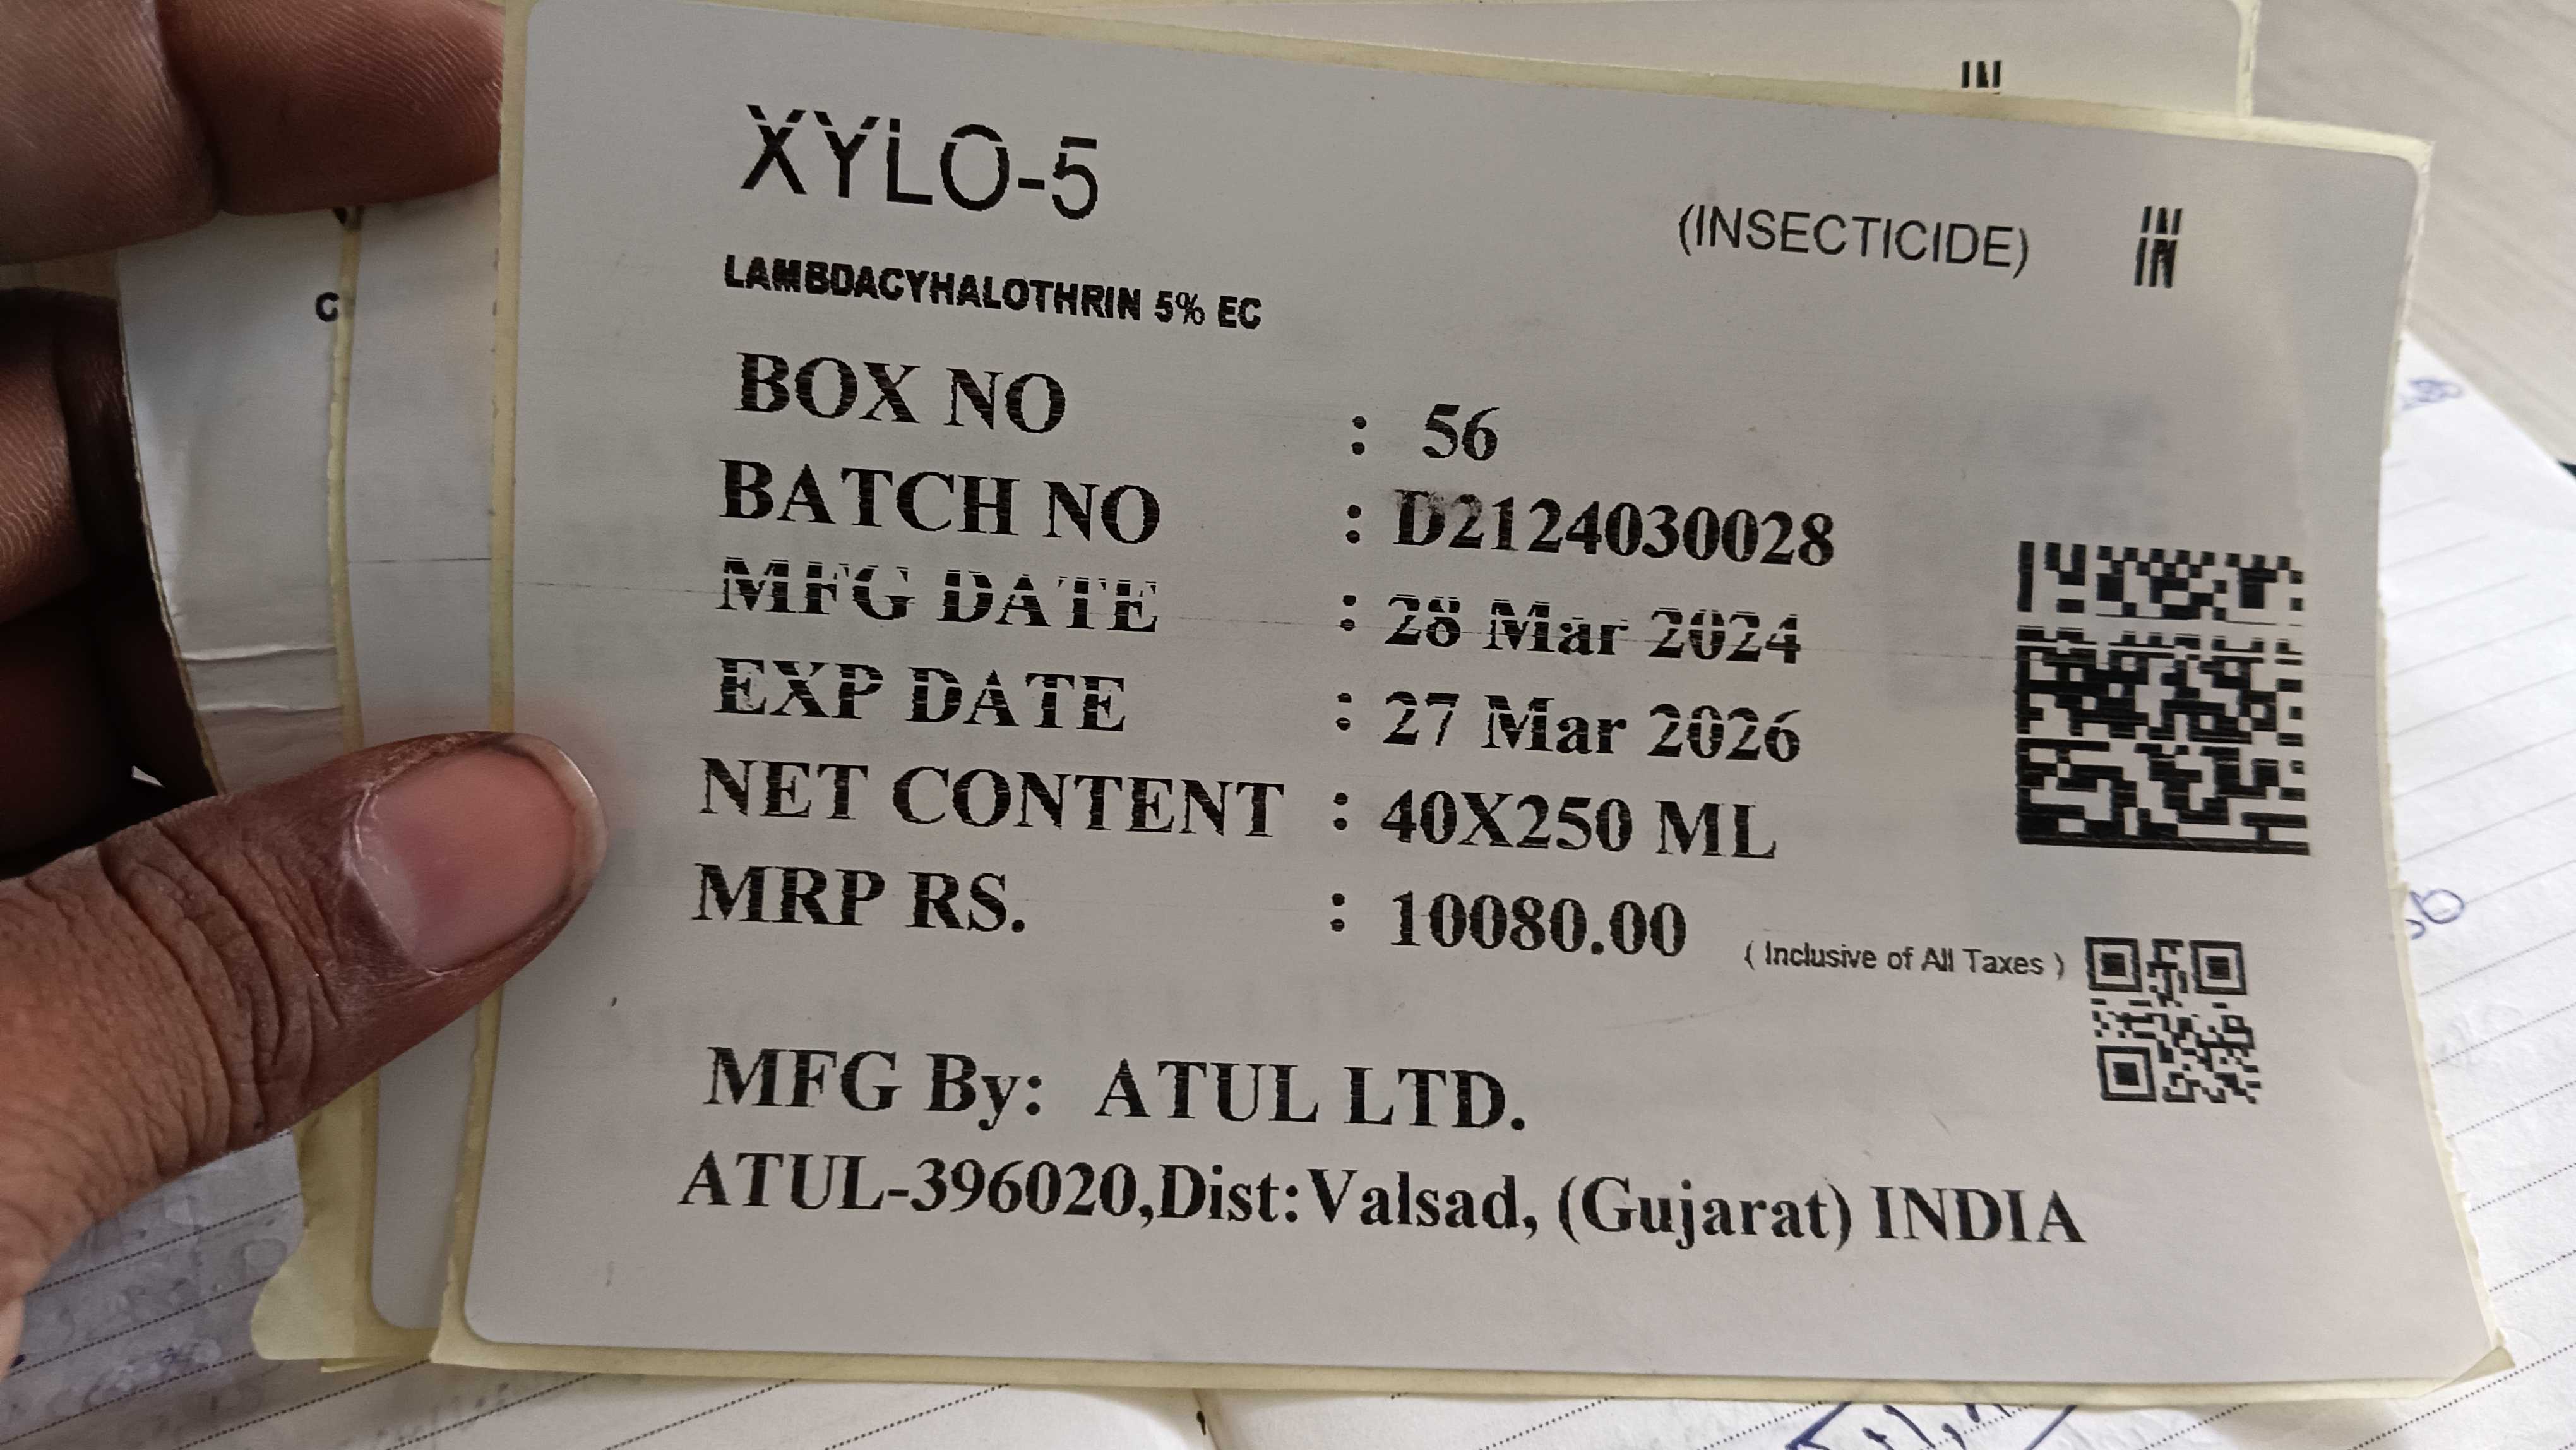 XYLO-5
(INSECTICIDE) IN
IN
LAMBDACYHALOTHRIN 5% EC
BOX NO : 56
BATCH NO : D2124030028
MFG DATE : 28 Mar 2024
EXP DATE : 27 Mar 2026
NET CONTENT : 40X250 ML
MRP RS. : 10080.00 ( Inclusive of All Taxes )
MFG By: ATUL LTD.
ATUL-396020,Dist:Valsad, (Gujarat) INDIA